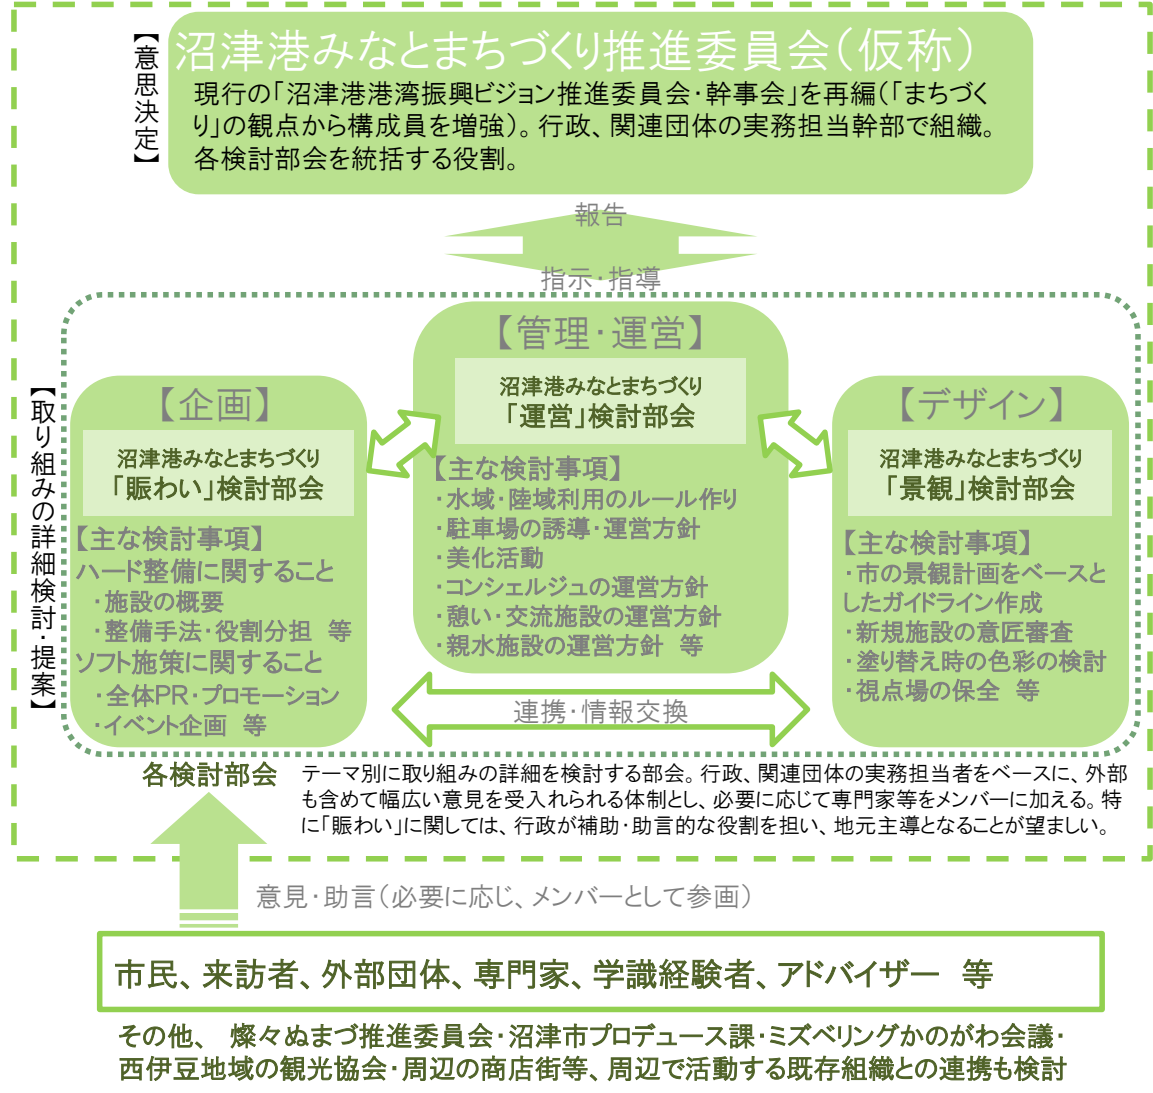 【意思決定】
沼津港みなとまちづくり推進委員会（仮称）
現行の「沼津港港湾振興ビジョン推進委員会・幹事会」を再編（「まちづく
り」の観点から構成員を増強）。行政、関連団体の実務担当幹部で組織。
各検討部会を統括する役割。
報告
指示・指導
【取り組みの詳細検討・提案】
【企画】
沼津港みなとまちづくり
「賑わい」検討部会
【主な検討事項】
ハード整備に関すること
・施設の概要
・整備手法・役割分担　等
ソフト施策に関すること
・全体PR・プロモーション
・イベント企画　等
【管理・運営】
沼津港みなとまちづくり
「運営」検討部会
【主な検討事項】
・水域・陸域利用のルール作り
・駐車場の誘導・運営方針
・美化活動
・コンシェルジュの運営方針
・憩い・交流施設の運営方針
・親水施設の運営方針　等
【デザイン】
沼津港みなとまちづくり
「景観」検討部会
【主な検討事項】
・市の景観計画をベースと
したガイドライン作成
・新規施設の意匠審査
・塗り替え時の色彩の検討
・視点場の保全　等
連携・情報交換
各検討部会
テーマ別に取り組みの詳細を検討する部会。行政、関連団体の実務担当者をベースに、外部
も含めて幅広い意見を受入れられる体制とし、必要に応じて専門家等をメンバーに加える。特
に「賑わい」に関しては、行政が補助・助言的な役割を担い、地元主導となることが望ましい。
意見・助言（必要に応じ、メンバーとして参画）
市民、来訪者、外部団体、専門家、学識経験者、アドバイザー　等
その他、　燦々ぬまづ推進委員会・沼津市プロデュース課・ミズベリングかのがわ会議・
西伊豆地域の観光協会・周辺の商店街等、周辺で活動する既存組織との連携も検討